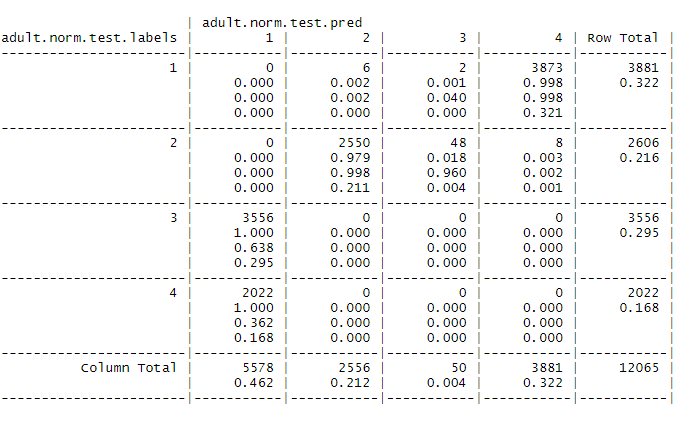 | adult.norm.test.pred
adult.norm.test.labels | 1 | 2 | 3 | 4 | Row Total |
-----------------------|-----------|-----------|-----------|-----------|-----------|
1 | 0 | 6 | 2 | 3873 | 3881 |
| 0.000 | 0.002 | 0.001 | 0.998 | 0.322 |
| 0.000 | 0.002 | 0.040 | 0.998 | |
| 0.000 | 0.000 | 0.000 | 0.321 | |
-----------------------|-----------|-----------|-----------|-----------|-----------|
2 | 0 | 2550 | 48 | 8 | 2606 |
| 0.000 | 0.979 | 0.018 | 0.003 | 0.216 |
| 0.000 | 0.998 | 0.960 | 0.002 | |
| 0.000 | 0.211 | 0.004 | 0.001 | |
-----------------------|-----------|-----------|-----------|-----------|-----------|
3 | 3556 | 0 | 0 | 0 | 3556 |
| 1.000 | 0.000 | 0.000 | 0.000 | 0.295 |
| 0.638 | 0.000 | 0.000 | 0.000 | |
| 0.295 | 0.000 | 0.000 | 0.000 | |
-----------------------|-----------|-----------|-----------|-----------|-----------|
4 | 2022 | 0 | 0 | 0 | 2022 |
| 1.000 | 0.000 | 0.000 | 0.000 | 0.168 |
| 0.362 | 0.000 | 0.000 | 0.000 | |
| 0.168 | 0.000 | 0.000 | 0.000 | |
-----------------------|-----------|-----------|-----------|-----------|-----------|
Column Total | 5578 | 2556 | 50 | 3881 | 12065 |
| 0.462 | 0.212 | 0.004 | 0.322 | |
-----------------------|-----------|-----------|-----------|-----------|-----------|